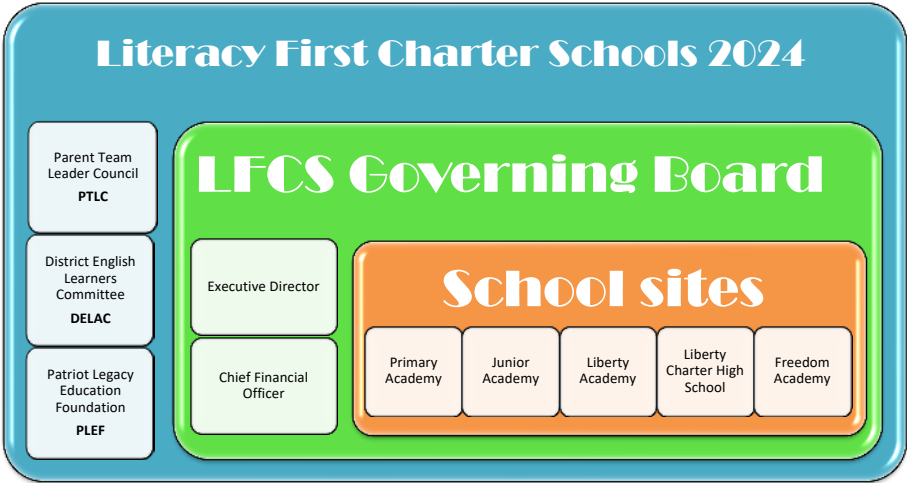 Literacy First Charter Schools 2024
Parent Team
Leader Council
PTLC
District English
Learners
Committee
DELAC
Patriot Legacy
Education
Foundation
PLEF
LFCS Governing Board
Executive Director
Chief Financial
Officer
School sites
Primary
Academy
Junior
Academy
Liberty
Academy
Liberty
Charter High
School
Freedom
Academy